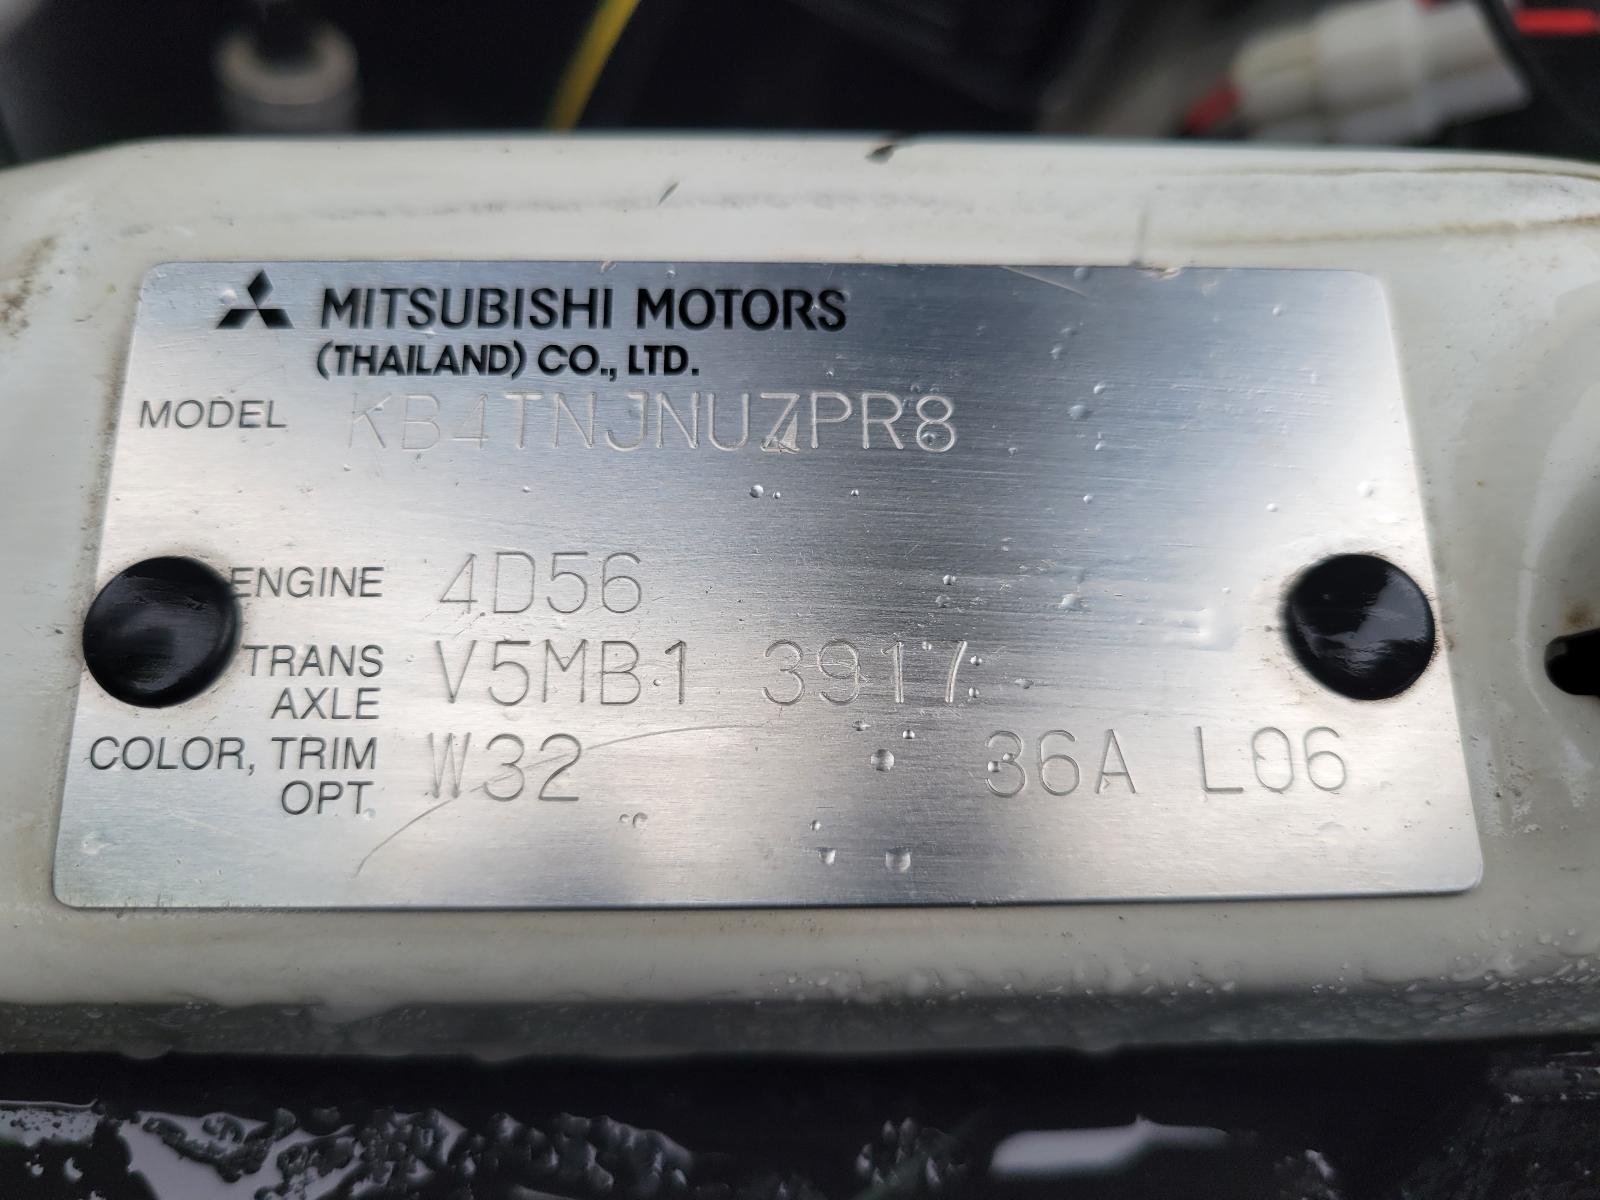 MITSUBISHI MOTORS
(THAILAND) CO., LTD.
MODEL KB4TNJNUZPR8
ENGINE 4D56
TRANS AXLE V5MB1 3917
COLOR, TRIM OPT. W32 36A L06